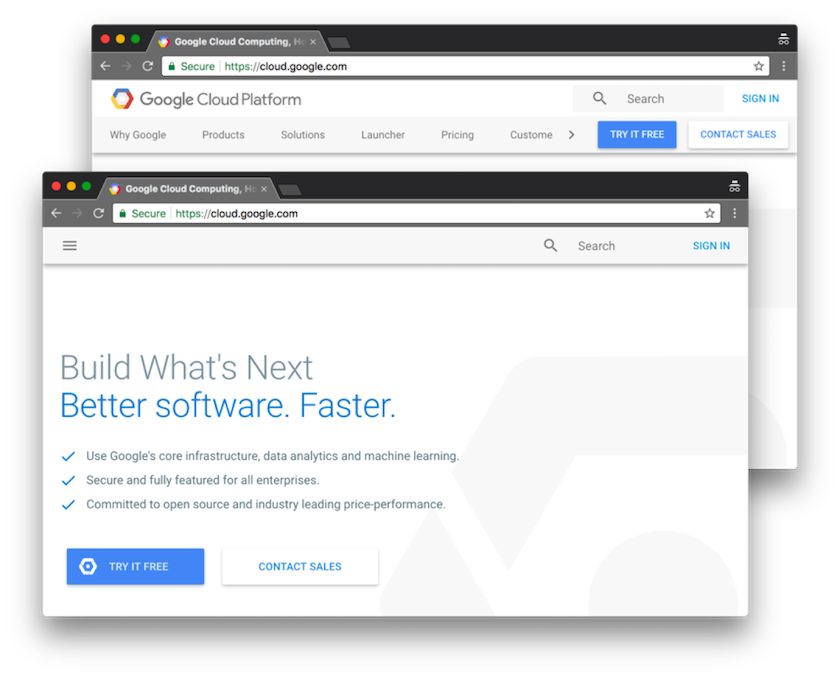 Google Cloud Computing, Ho
Secure https://cloud.google.com
Google Cloud Platform
Search
SIGN IN
Why Google Products Solutions Launcher Pricing Custome
TRY IT FREE
CONTACT SALES
Google Cloud Computing, Ho
Secure https://cloud.google.com
Search
SIGN IN
Build What's Next
Better software. Faster.
Use Google's core infrastructure, data analytics and machine learning.
Secure and fully featured for all enterprises.
Committed to open source and industry leading price-performance.
TRY IT FREE
CONTACT SALES